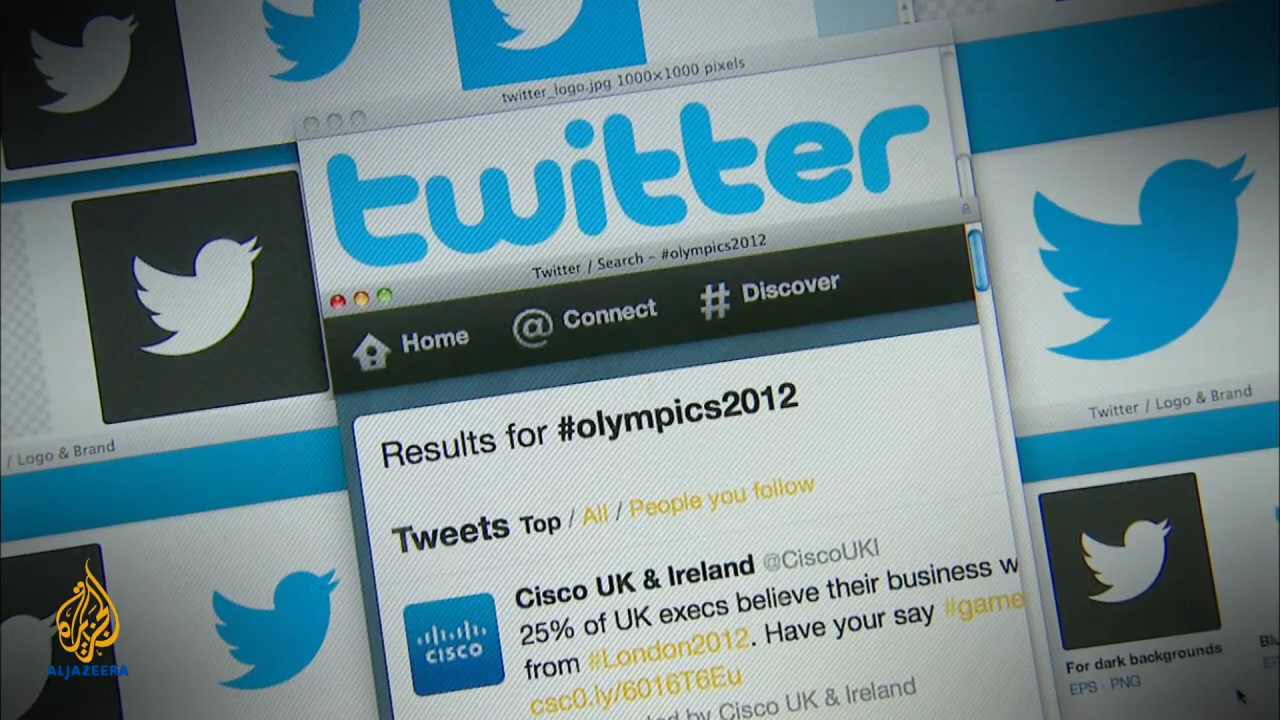 twitter_logo.jpg 1000×1000 pixels
twitter
Twitter / Search – #olympics2012
Home
Connect
Discover
Results for #olympics2012
Tweets Top / All / People you follow
Cisco UK & Ireland @CiscoUKI
25% of UK execs believe their business w
from #London2012. Have your say #game
csc0.ly/6016T6Eu
by Cisco UK & Ireland
CISCO
/ Logo & Brand
Twitter / Logo & Brand
For dark backgrounds
EPS · PNG
الجزيرة
ALJAZEERA